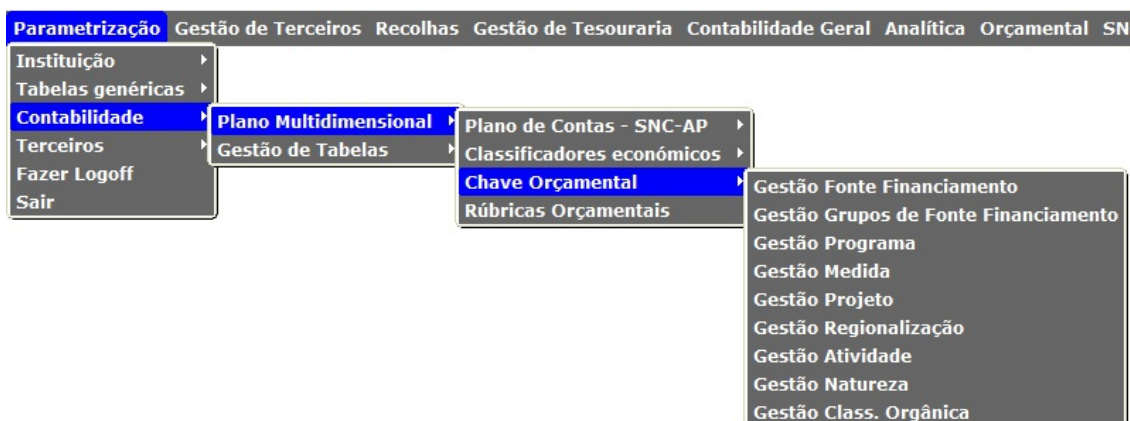 Parametrização Gestão de Terceiros Recolhas Gestão de Tesouraria Contabilidade Geral Analítica Orçamental SN
Instituição
Tabelas genéricas
Contabilidade
Terceiros
Fazer Logoff
Sair
Plano Multidimensional
Gestão de Tabelas
Plano de Contas - SNC-AP
Classificadores económicos
Chave Orçamental
Rúbricas Orçamentais
Gestão Fonte Financiamento
Gestão Grupos de Fonte Financiamento
Gestão Programa
Gestão Medida
Gestão Projeto
Gestão Regionalização
Gestão Atividade
Gestão Natureza
Gestão Class. Orgânica